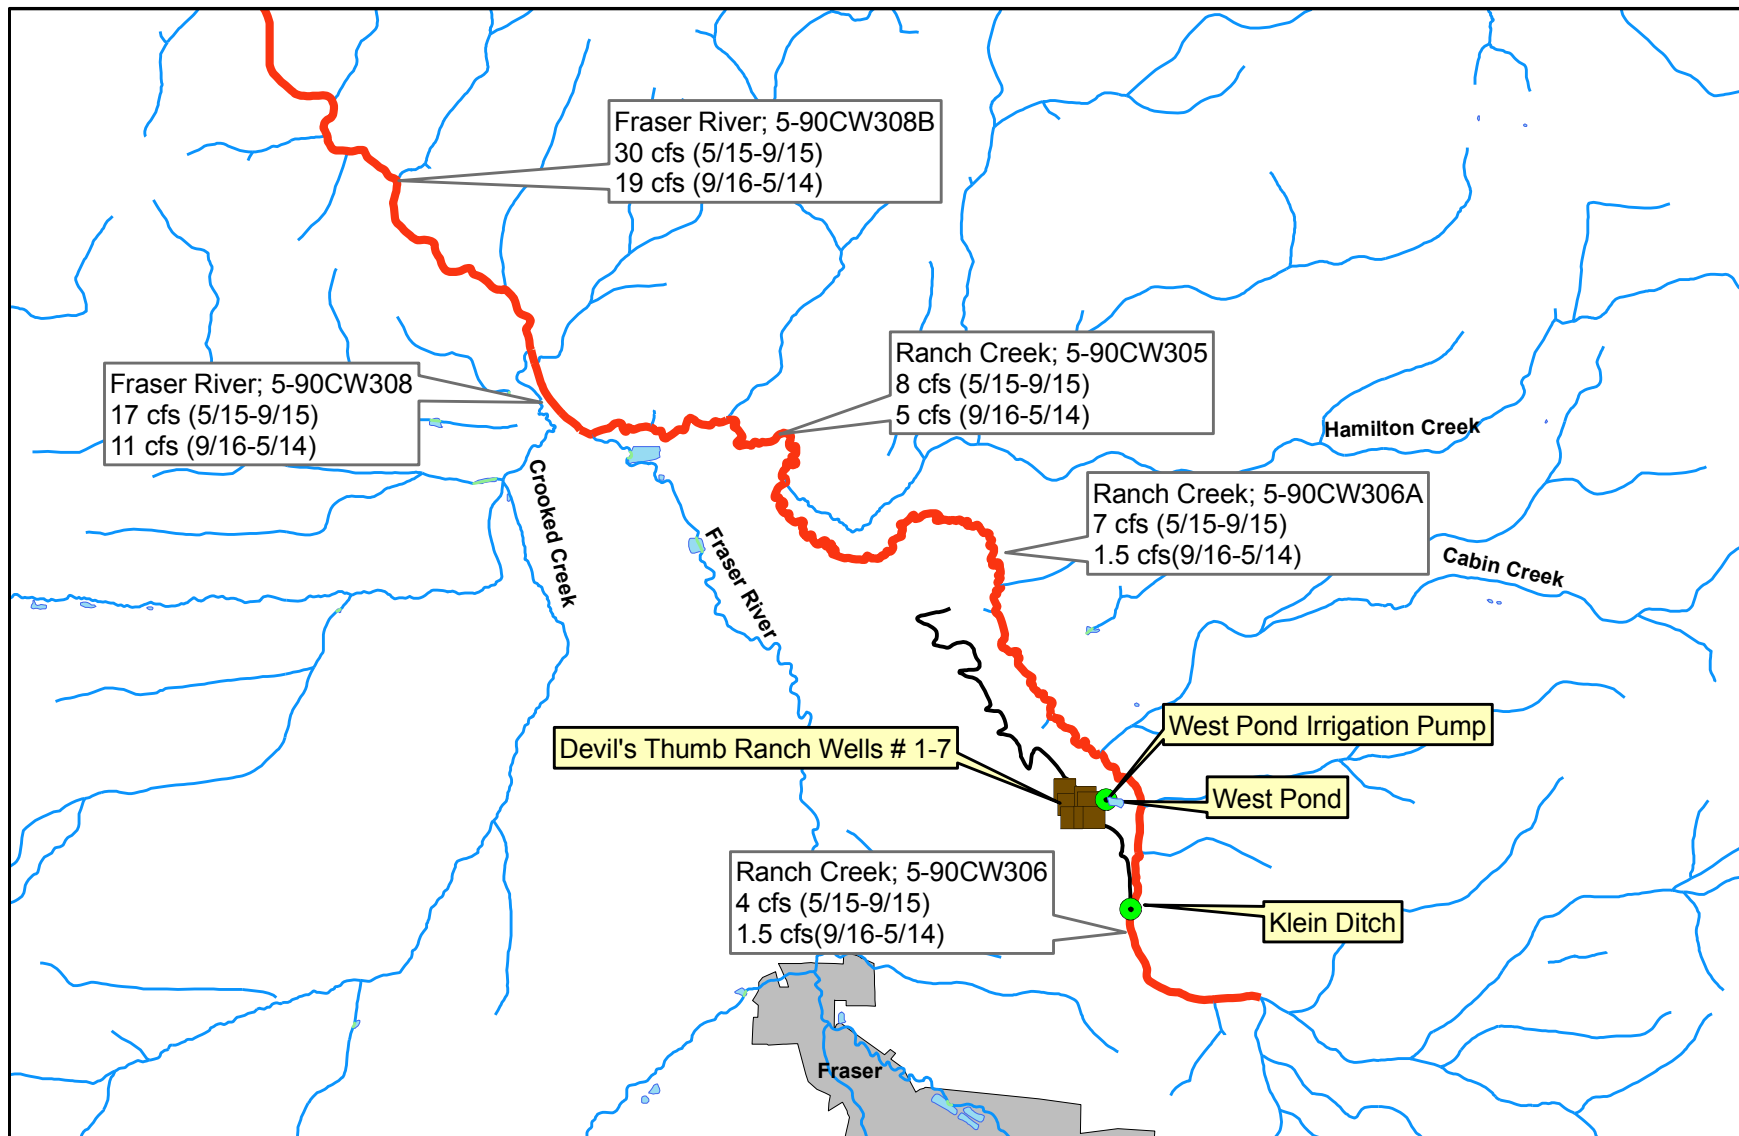 Fraser River; 5-90CW308B
30 cfs (5/15-9/15)
19 cfs (9/16-5/14)
Ranch Creek; 5-90CW305
8 cfs (5/15-9/15)
5 cfs (9/16-5/14)
Fraser River; 5-90CW308
17 cfs (5/15-9/15)
11 cfs (9/16-5/14)
Hamilton Creek
Ranch Creek; 5-90CW306A
7 cfs (5/15-9/15)
1.5 cfs(9/16-5/14)
Crooked Creek
Fraser River
Cabin Creek
West Pond Irrigation Pump
Devil's Thumb Ranch Wells # 1-7
West Pond
Ranch Creek; 5-90CW306
4 cfs (5/15-9/15)
1.5 cfs(9/16-5/14)
Klein Ditch
Fraser